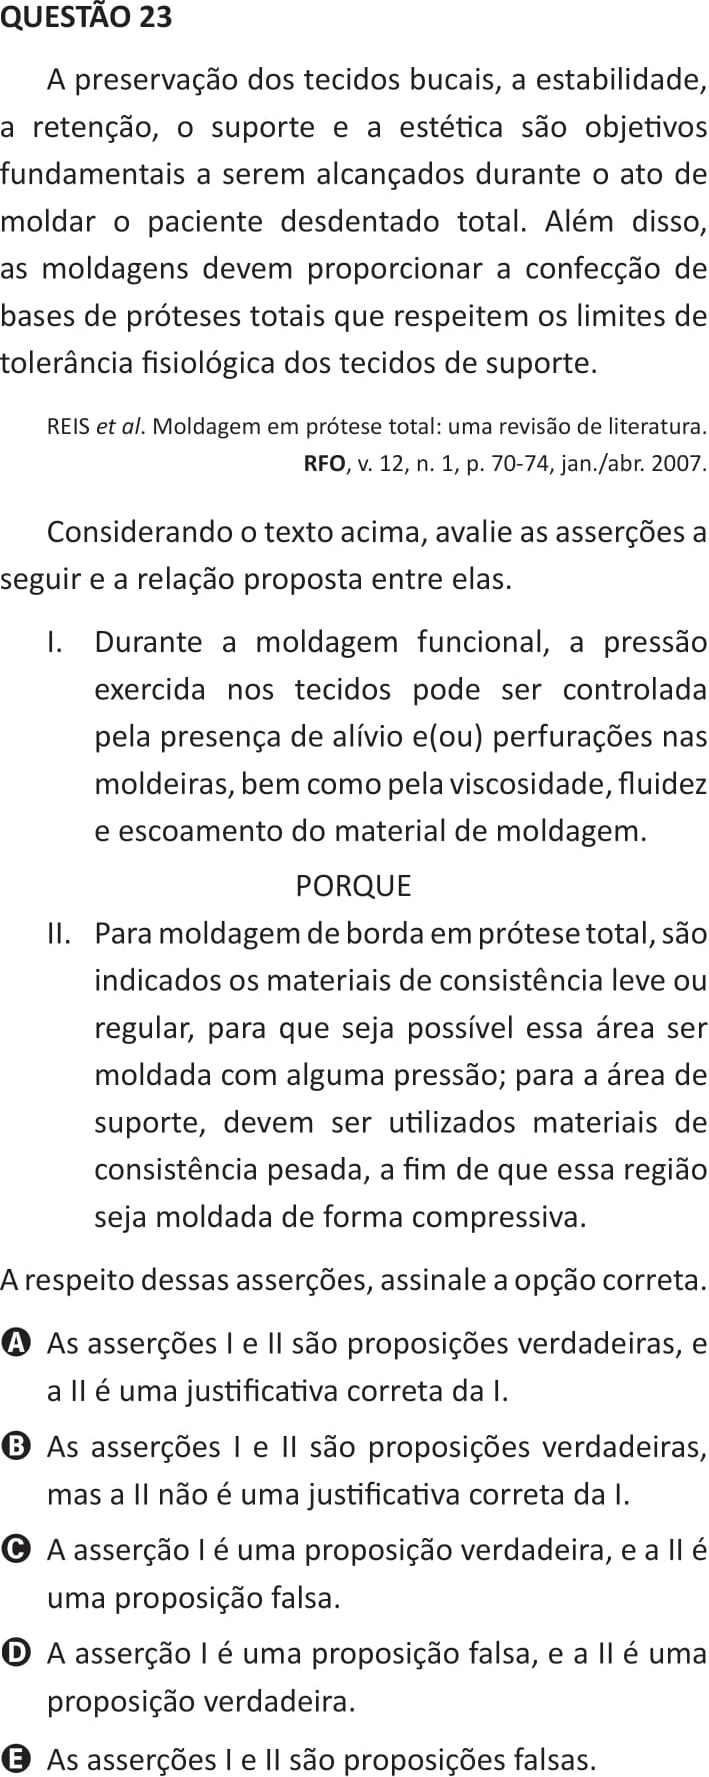 QUESTÃO 23
A preservação dos tecidos bucais, a estabilidade,
a retenção, o suporte e a estética são objetivos
fundamentais a serem alcançados durante o ato de
moldar o paciente desdentado total. Além disso,
as moldagens devem proporcionar a confecção de
bases de próteses totais que respeitem os limites de
tolerância fisiológica dos tecidos de suporte.
REIS et al. Moldagem em prótese total: uma revisão de literatura.
RFO, v. 12, n. 1, p. 70-74, jan./abr. 2007.
Considerando o texto acima, avalie as asserções a
seguir e a relação proposta entre elas.
I. Durante a moldagem funcional, a pressão
exercida nos tecidos pode ser controlada
pela presença de alívio e(ou) perfurações nas
moldeiras, bem como pela viscosidade, fluidez
e escoamento do material de moldagem.
PORQUE
II. Para moldagem de borda em prótese total, são
indicados os materiais de consistência leve ou
regular, para que seja possível essa área ser
moldada com alguma pressão; para a área de
suporte, devem ser utilizados materiais de
consistência pesada, a fim de que essa região
seja moldada de forma compressiva.
A respeito dessas asserções, assinale a opção correta.
A As asserções I e II são proposições verdadeiras, e
a II é uma justificativa correta da I.
B As asserções I e II são proposições verdadeiras,
mas a II não é uma justificativa correta da I.
C A asserção I é uma proposição verdadeira, e a II é
uma proposição falsa.
D A asserção I é uma proposição falsa, e a II é uma
proposição verdadeira.
E As asserções I e II são proposições falsas.